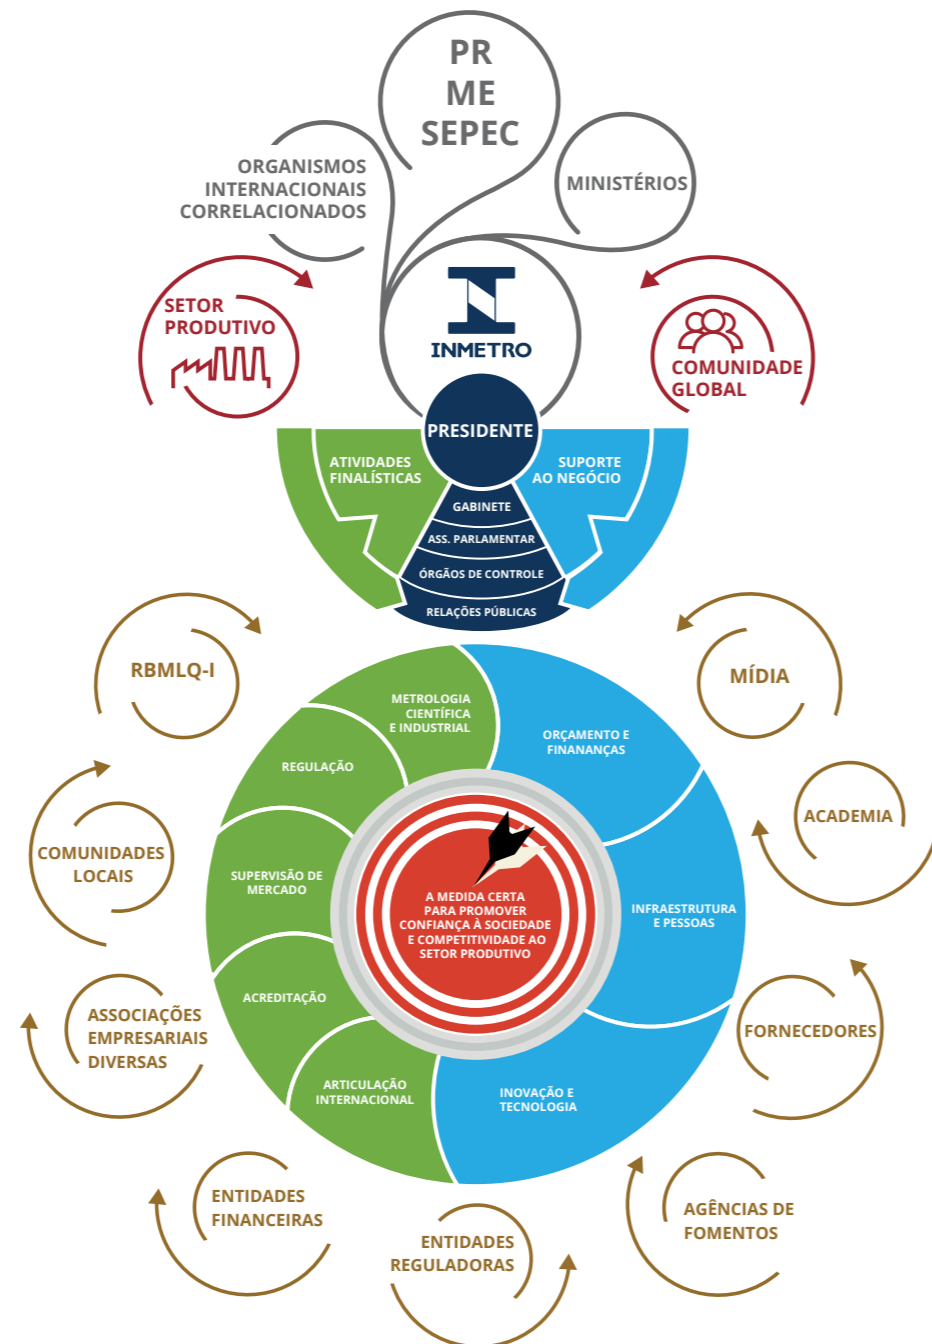 PR
ME
SEPEC
ORGANISMOS
INTERNACIONAIS
CORRELACIONADOS
MINISTÉRIOS
SETOR
PRODUTIVO
INMETRO
COMUNIDADE
GLOBAL
PRESIDENTE
ATIVIDADES
FINALÍSTICAS
SUPORTE
AO NEGÓCIO
GABINETE
ASS. PARLAMENTAR
ÓRGÃOS DE CONTROLE
RELAÇÕES PÚBLICAS
RBMLQ-I
MÍDIA
METROLOGIA
CIENTÍFICA
E INDUSTRIAL
ORÇAMENTO E
FINANANÇAS
REGULAÇÃO
ACADEMIA
COMUNIDADES
LOCAIS
SUPERVISÃO DE
MERCADO
A MEDIDA CERTA
PARA PROMOVER
CONFIANÇA À SOCIEDADE
E COMPETITIVIDADE AO
SETOR PRODUTIVO
INFRAESTRUTURA
E PESSOAS
ACREDITAÇÃO
ASSOCIAÇÕES
EMPRESARIAIS
DIVERSAS
FORNECEDORES
ARTICULAÇÃO
INTERNACIONAL
INOVAÇÃO E
TECNOLOGIA
ENTIDADES
FINANCEIRAS
ENTIDADES
REGULADORAS
AGÊNCIAS DE
FOMENTOS